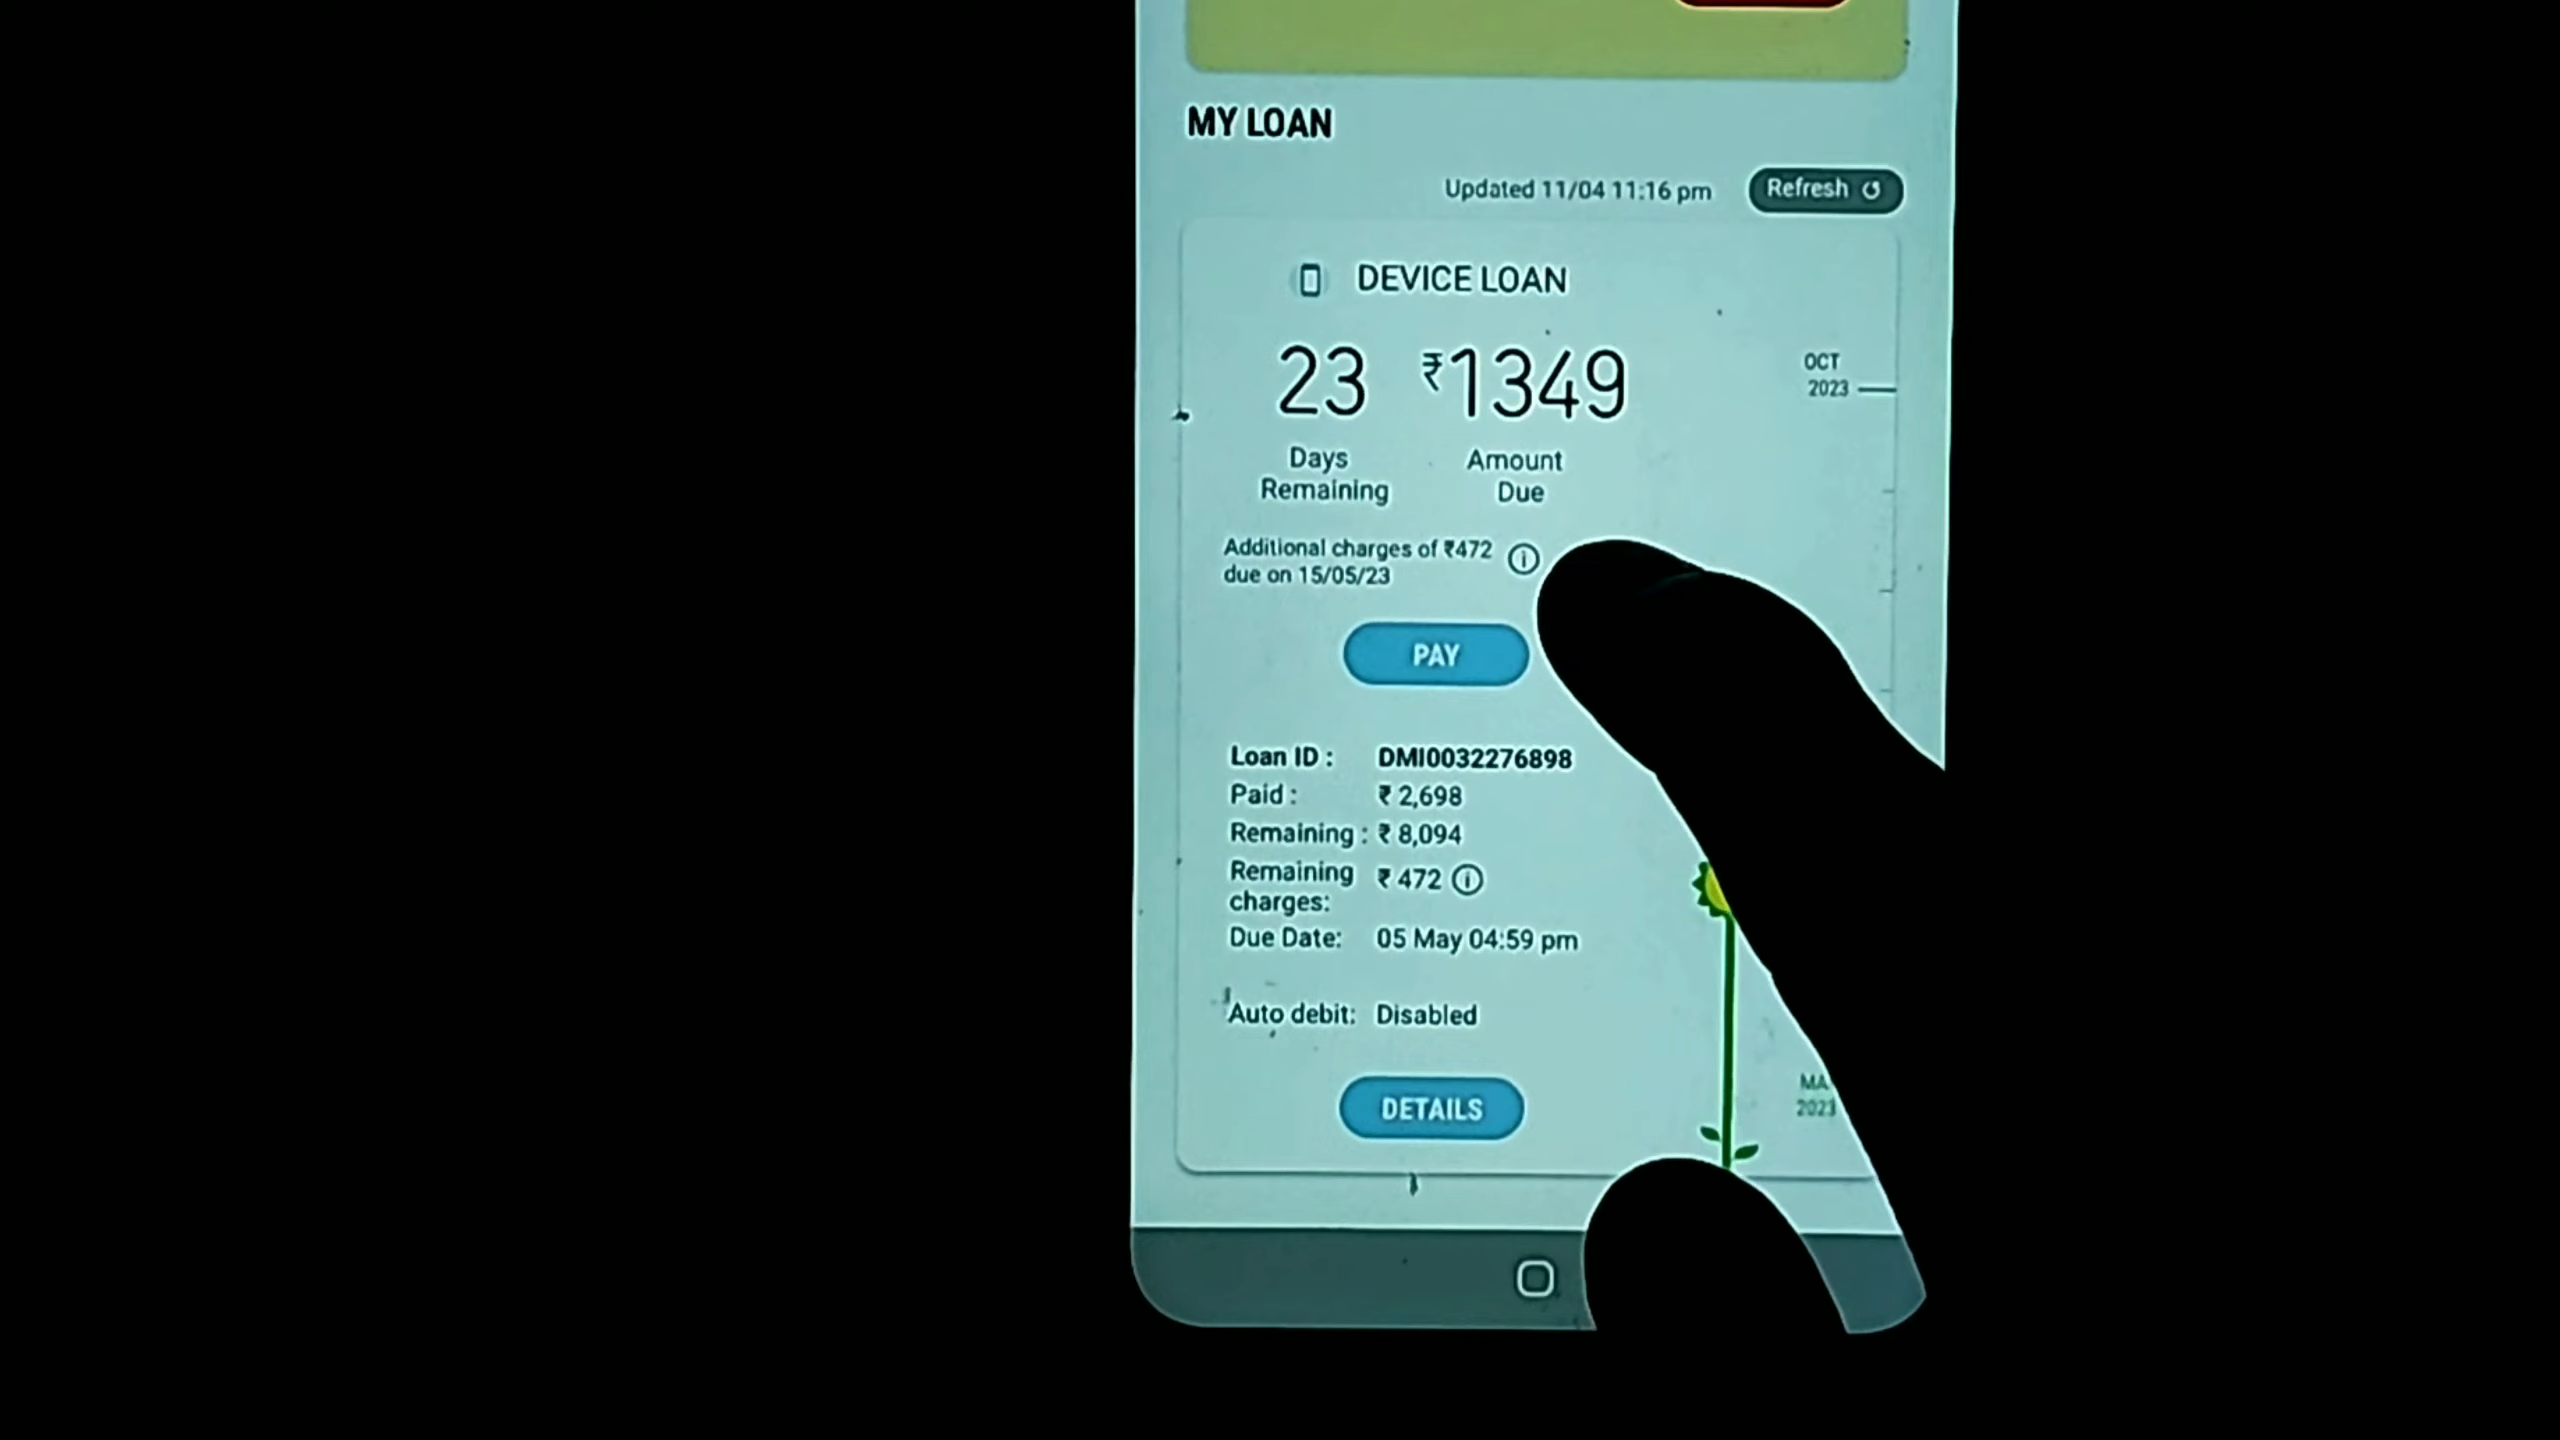 MY LOAN
Updated 11/04 11:16 pm
Refresh
DEVICE LOAN
23
₹1349
Days
Remaining
Amount
Due
OCT
2023
Additional charges of ₹472
due on 15/05/23
PAY
Loan ID : DMI0032276898
Paid : ₹ 2,698
Remaining : ₹ 8,094
Remaining
charges: ₹ 472
Due Date: 05 May 04:59 pm
Auto debit: Disabled
2023
DETAILS